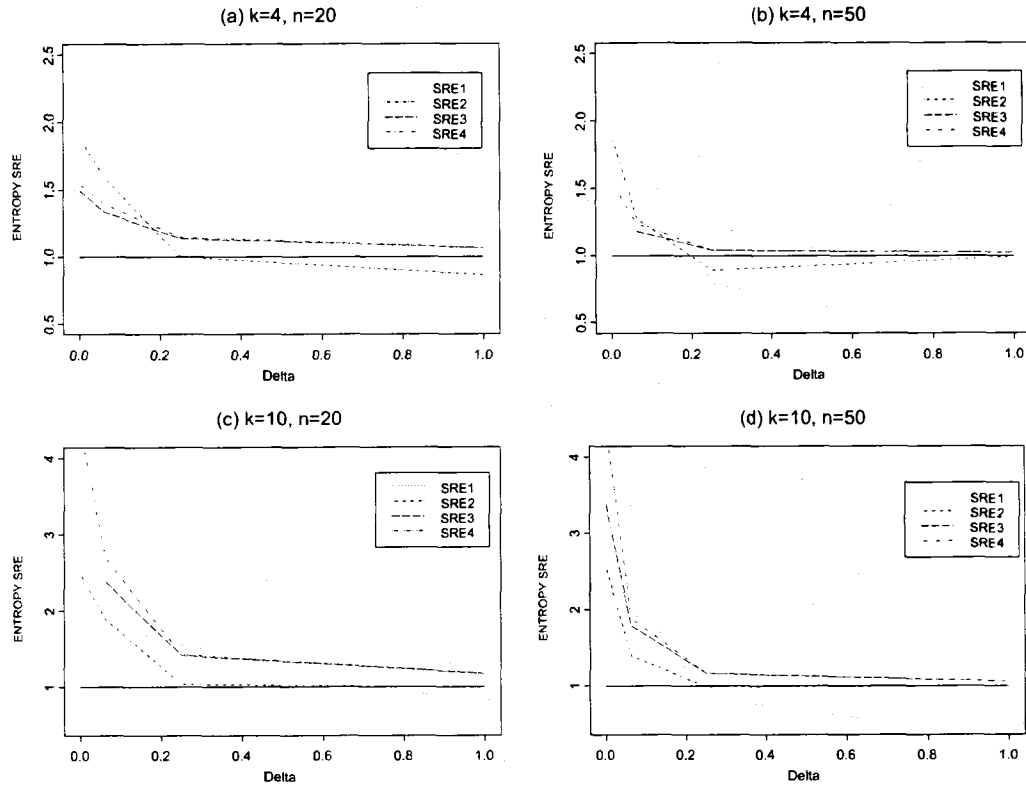 (a) k=4, n=20
ENTROPY SRE
2.5
2.0
1.5
1.0
0.5
SRE1
SRE2
SRE3
SRE4
0.0 0.2 0.4 0.6 0.8 1.0
Delta
(b) k=4, n=50
ENTROPY SRE
2.5
2.0
1.5
1.0
0.5
SRE1
SRE2
SRE3
SRE4
0.0 0.2 0.4 0.6 0.8 1.0
Delta
(c) k=10, n=20
ENTROPY SRE
4
3
2
1
SRE1
SRE2
SRE3
SRE4
0.0 0.2 0.4 0.6 0.8 1.0
Delta
(d) k=10, n=50
ENTROPY SRE
4
3
2
1
SRE1
SRE2
SRE3
SRE4
0.0 0.2 0.4 0.6 0.8 1.0
Delta